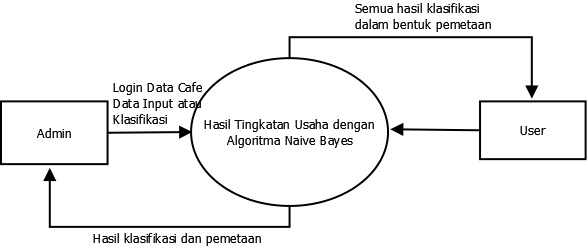 Semua hasil klasifikasi
dalam bentuk pemetaan
Login Data Cafe
Data Input atau
Klasifikasi
Admin
Hasil Tingkatan Usaha dengan
Algoritma Naive Bayes
User
Hasil klasifikasi dan pemetaan